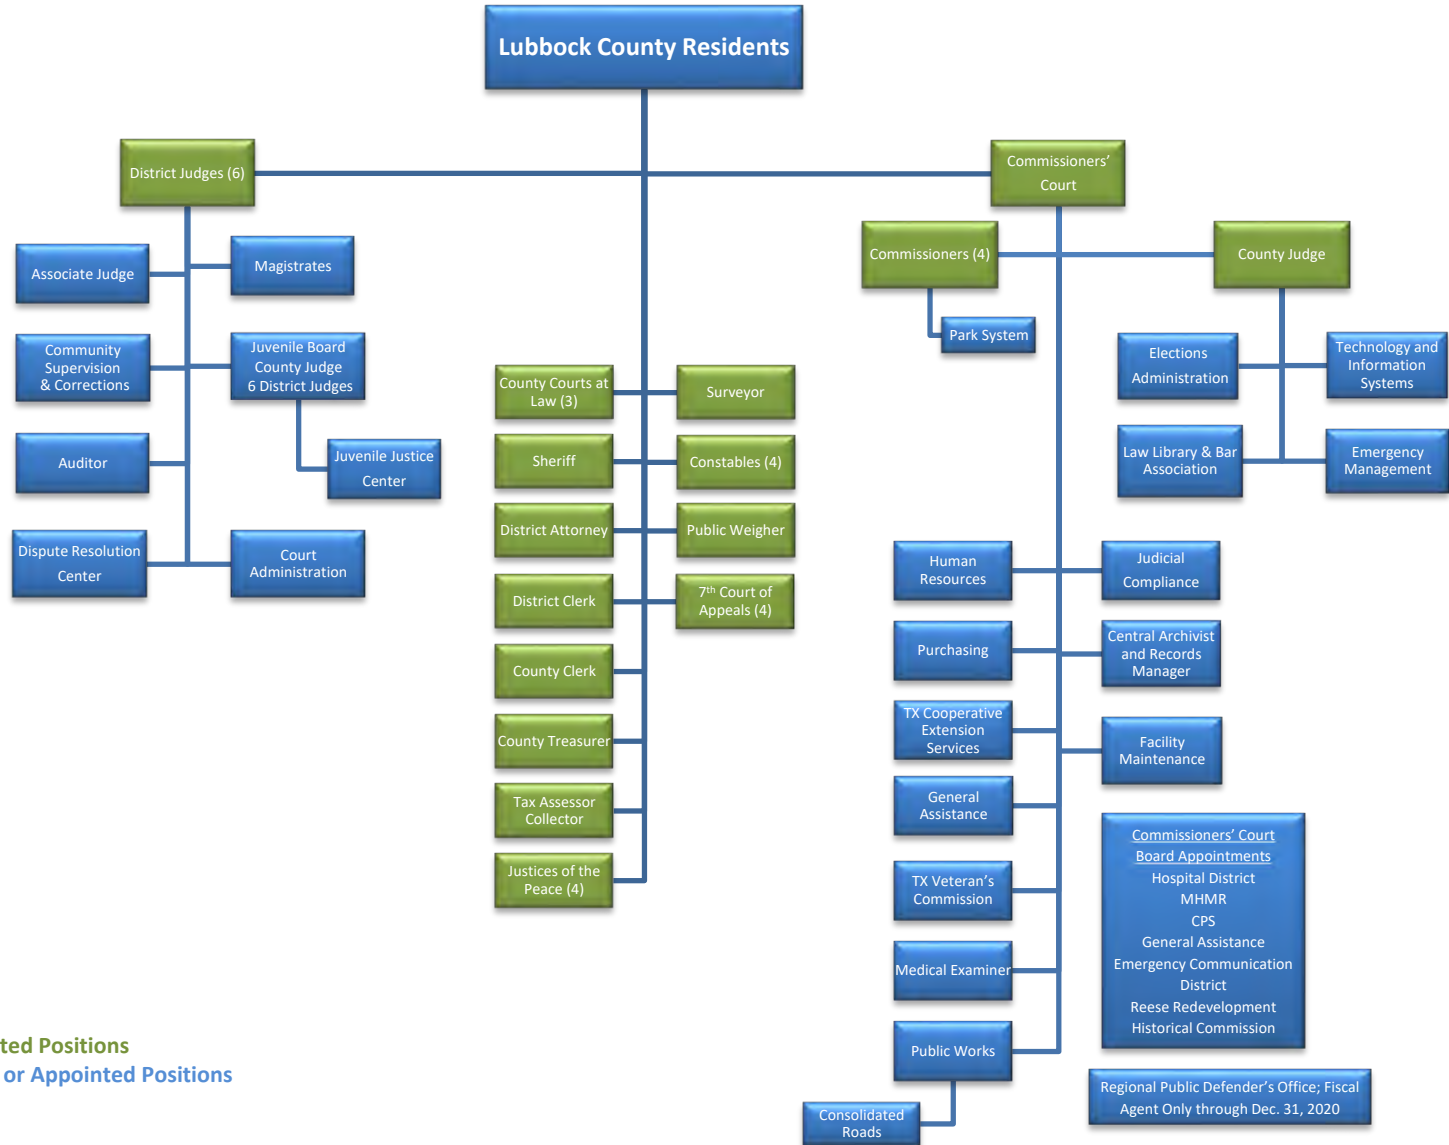 Lubbock County Residents
District Judges (6)
Commissioners’
Court
Associate Judge
Magistrates
Community
Supervision
& Corrections
Juvenile Board
County Judge
6 District Judges
Auditor
Juvenile Justice
Center
Dispute Resolution
Center
Court
Administration
County Courts at
Law (3)
Surveyor
Sheriff
Constables (4)
District Attorney
Public Weigher
District Clerk
7th Court of
Appeals (4)
County Clerk
County Treasurer
Tax Assessor
Collector
Justices of the
Peace (4)
Commissioners (4)
County Judge
Park System
Elections
Administration
Technology and
Information
Systems
Law Library & Bar
Association
Emergency
Management
Human
Resources
Judicial
Compliance
Purchasing
Central Archivist
and Records
Manager
TX Cooperative
Extension
Services
Facility
Maintenance
General
Assistance
TX Veteran’s
Commission
Medical Examiner
Public Works
Consolidated
Roads
Commissioners’ Court
Board Appointments
Hospital District
MHMR
CPS
General Assistance
Emergency Communication
District
Reese Redevelopment
Historical Commission
Regional Public Defender’s Office; Fiscal
Agent Only through Dec. 31, 2020
ted Positions
or Appointed Positions